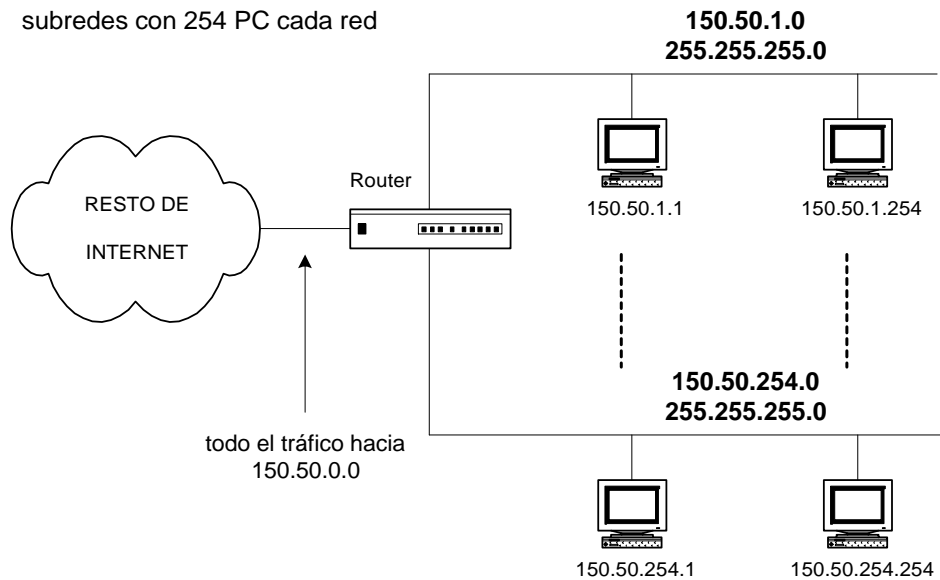 subredes con 254 PC cada red
150.50.1.0
255.255.255.0
Router
RESTO DE
INTERNET
150.50.1.1
150.50.1.254
150.50.254.0
255.255.255.0
todo el tráfico hacia
150.50.0.0
150.50.254.1
150.50.254.254